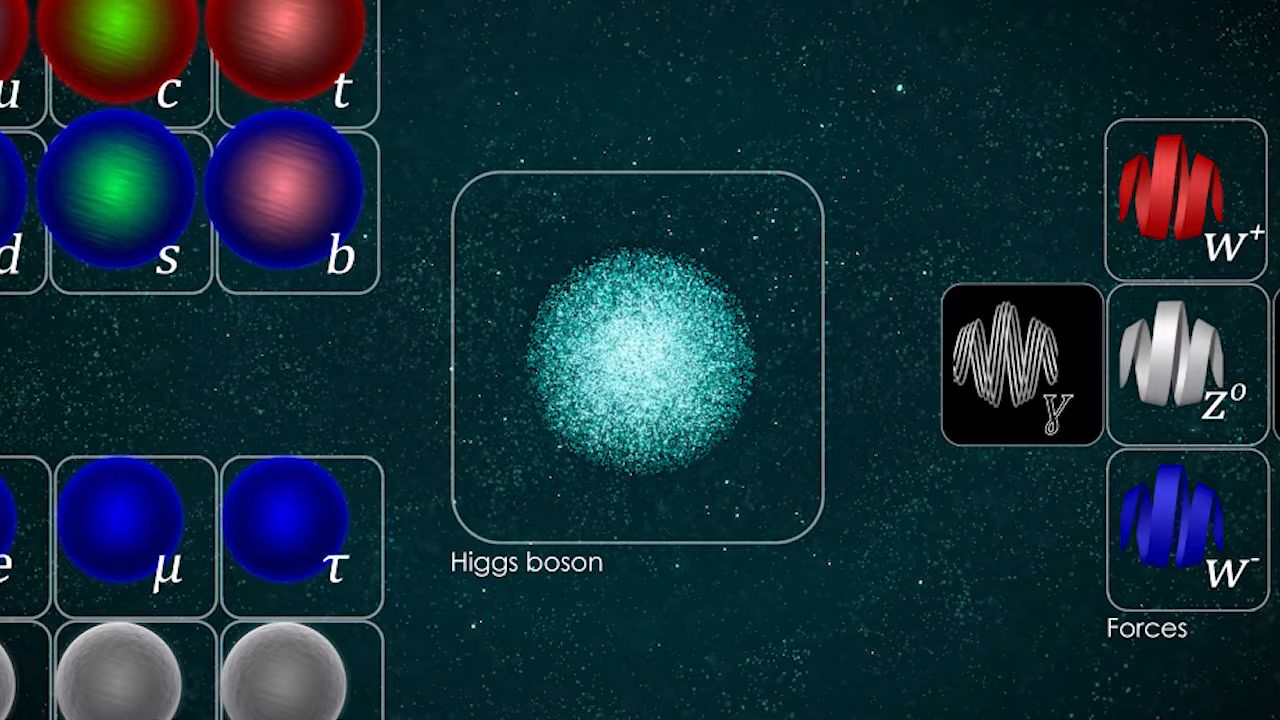 u c t
d s b
Higgs boson
e μ τ
W⁺
γ Z⁰
W⁻
Forces